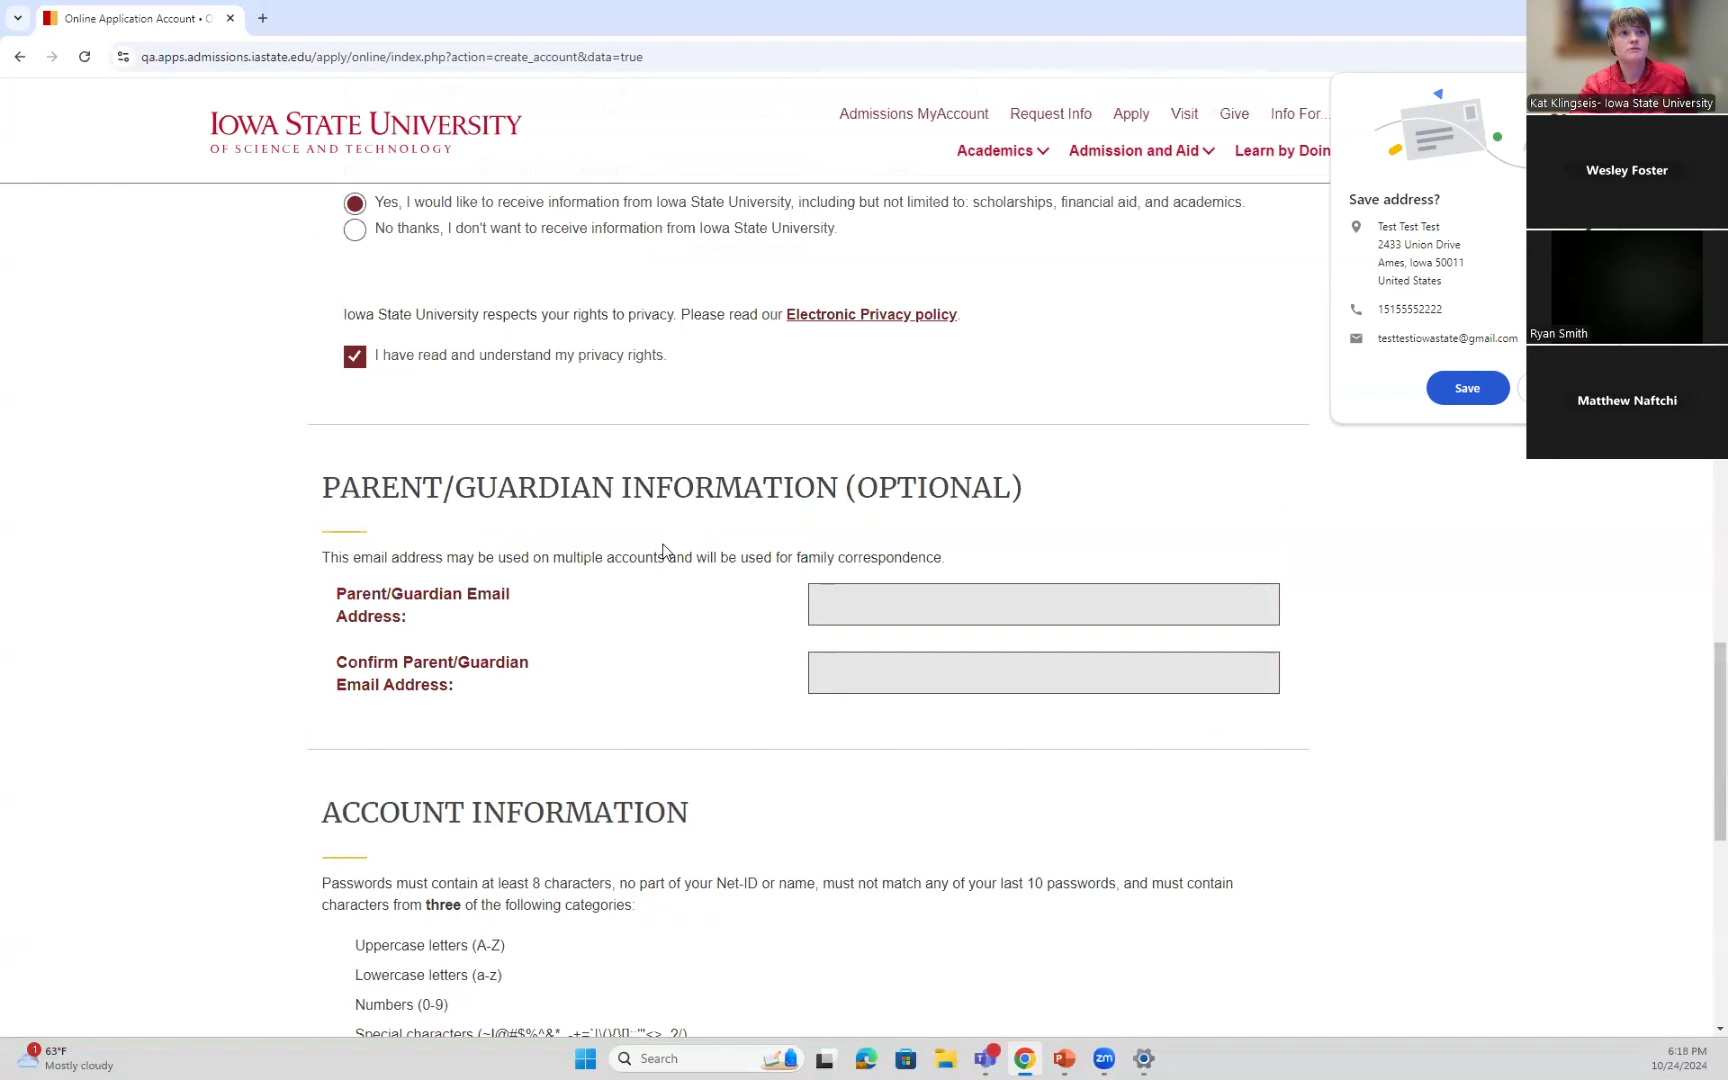 Online Application Account •
qa.apps.admissions.iastate.edu/apply/online/index.php?action=create_account&data=true
IOWA STATE UNIVERSITY
OF SCIENCE AND TECHNOLOGY
Admissions MyAccount Request Info Apply Visit Give Info For...
Academics Admission and Aid Learn by Doin
Yes, I would like to receive information from Iowa State University, including but not limited to: scholarships, financial aid, and academics.
No thanks, I don't want to receive information from Iowa State University.
Iowa State University respects your rights to privacy. Please read our Electronic Privacy policy.
I have read and understand my privacy rights.
PARENT/GUARDIAN INFORMATION (OPTIONAL)
This email address may be used on multiple accounts and will be used for family correspondence.
Parent/Guardian Email
Address:
Confirm Parent/Guardian
Email Address:
ACCOUNT INFORMATION
Passwords must contain at least 8 characters, no part of your Net-ID or name, must not match any of your last 10 passwords, and must contain
characters from three of the following categories:
Uppercase letters (A-Z)
Lowercase letters (a-z)
Numbers (0-9)
Special characters
Save address?
Test Test Test
2433 Union Drive
Ames, Iowa 50011
United States
15155552222
testtestiowastate@gmail.com
Save
Kat Klingseis- Iowa State University
Wesley Foster
Ryan Smith
Matthew Naftchi
1
63°F
Mostly cloudy
Search
zm
6:18 PM
10/24/2024